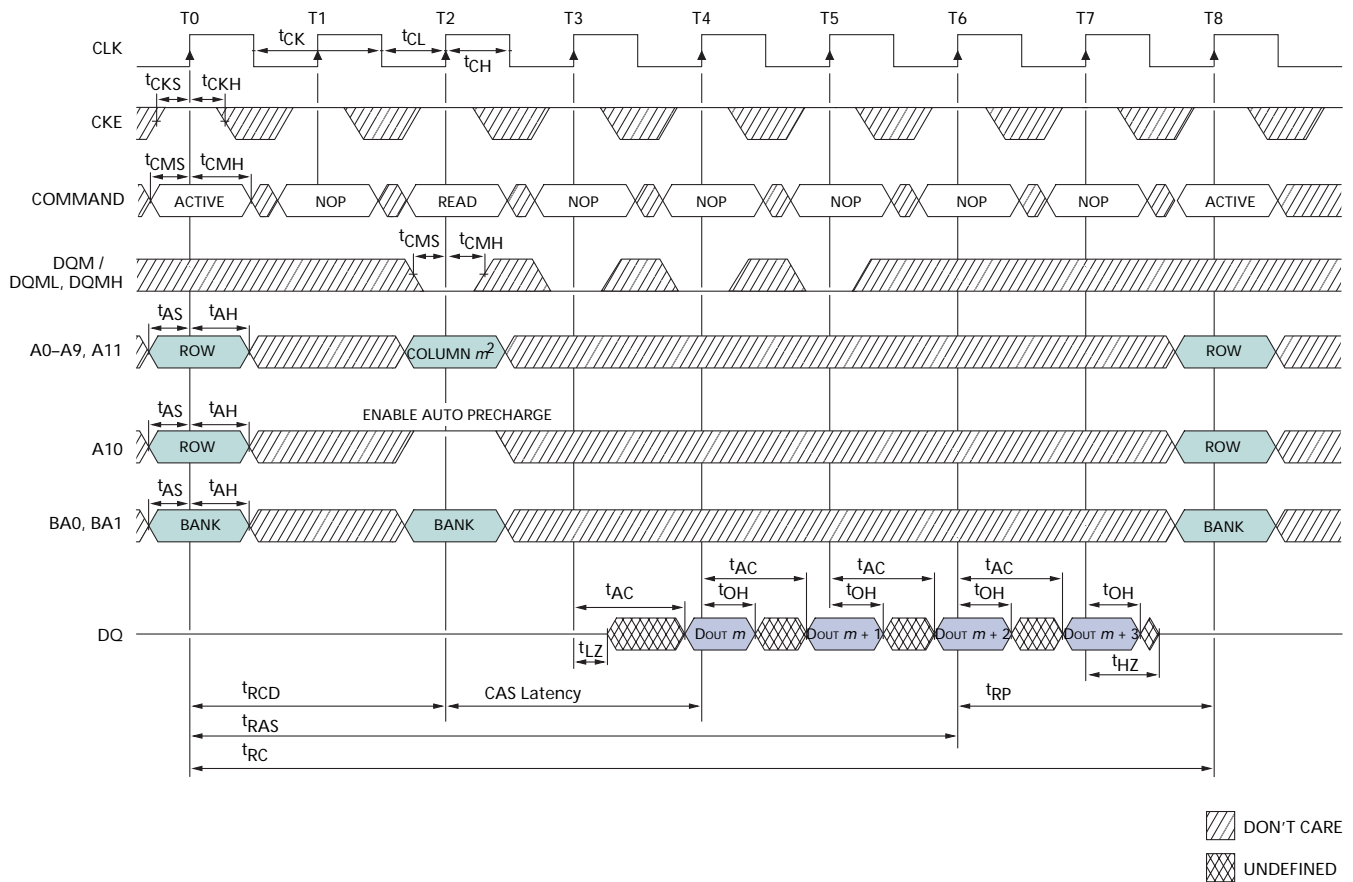 T0 T1 T2 T3 T4 T5 T6 T7 T8
CLK
tCK tCL
tCH
tCKS tCKH
CKE
tCMS tCMH
COMMAND ACTIVE NOP READ NOP NOP NOP NOP NOP ACTIVE
tCMS tCMH
DQM /
DQML, DQMH
tAS tAH
A0–A9, A11 ROW COLUMN m2 ROW
tAS tAH ENABLE AUTO PRECHARGE
A10 ROW ROW
tAS tAH
BA0, BA1 BANK BANK BANK
tAC tAC tAC tAC
tOH tOH tOH tOH
DQ DOUT m DOUT m + 1 DOUT m + 2 DOUT m + 3
tLZ tHZ
tRCD CAS Latency tRP
tRAS
tRC
DON'T CARE
UNDEFINED